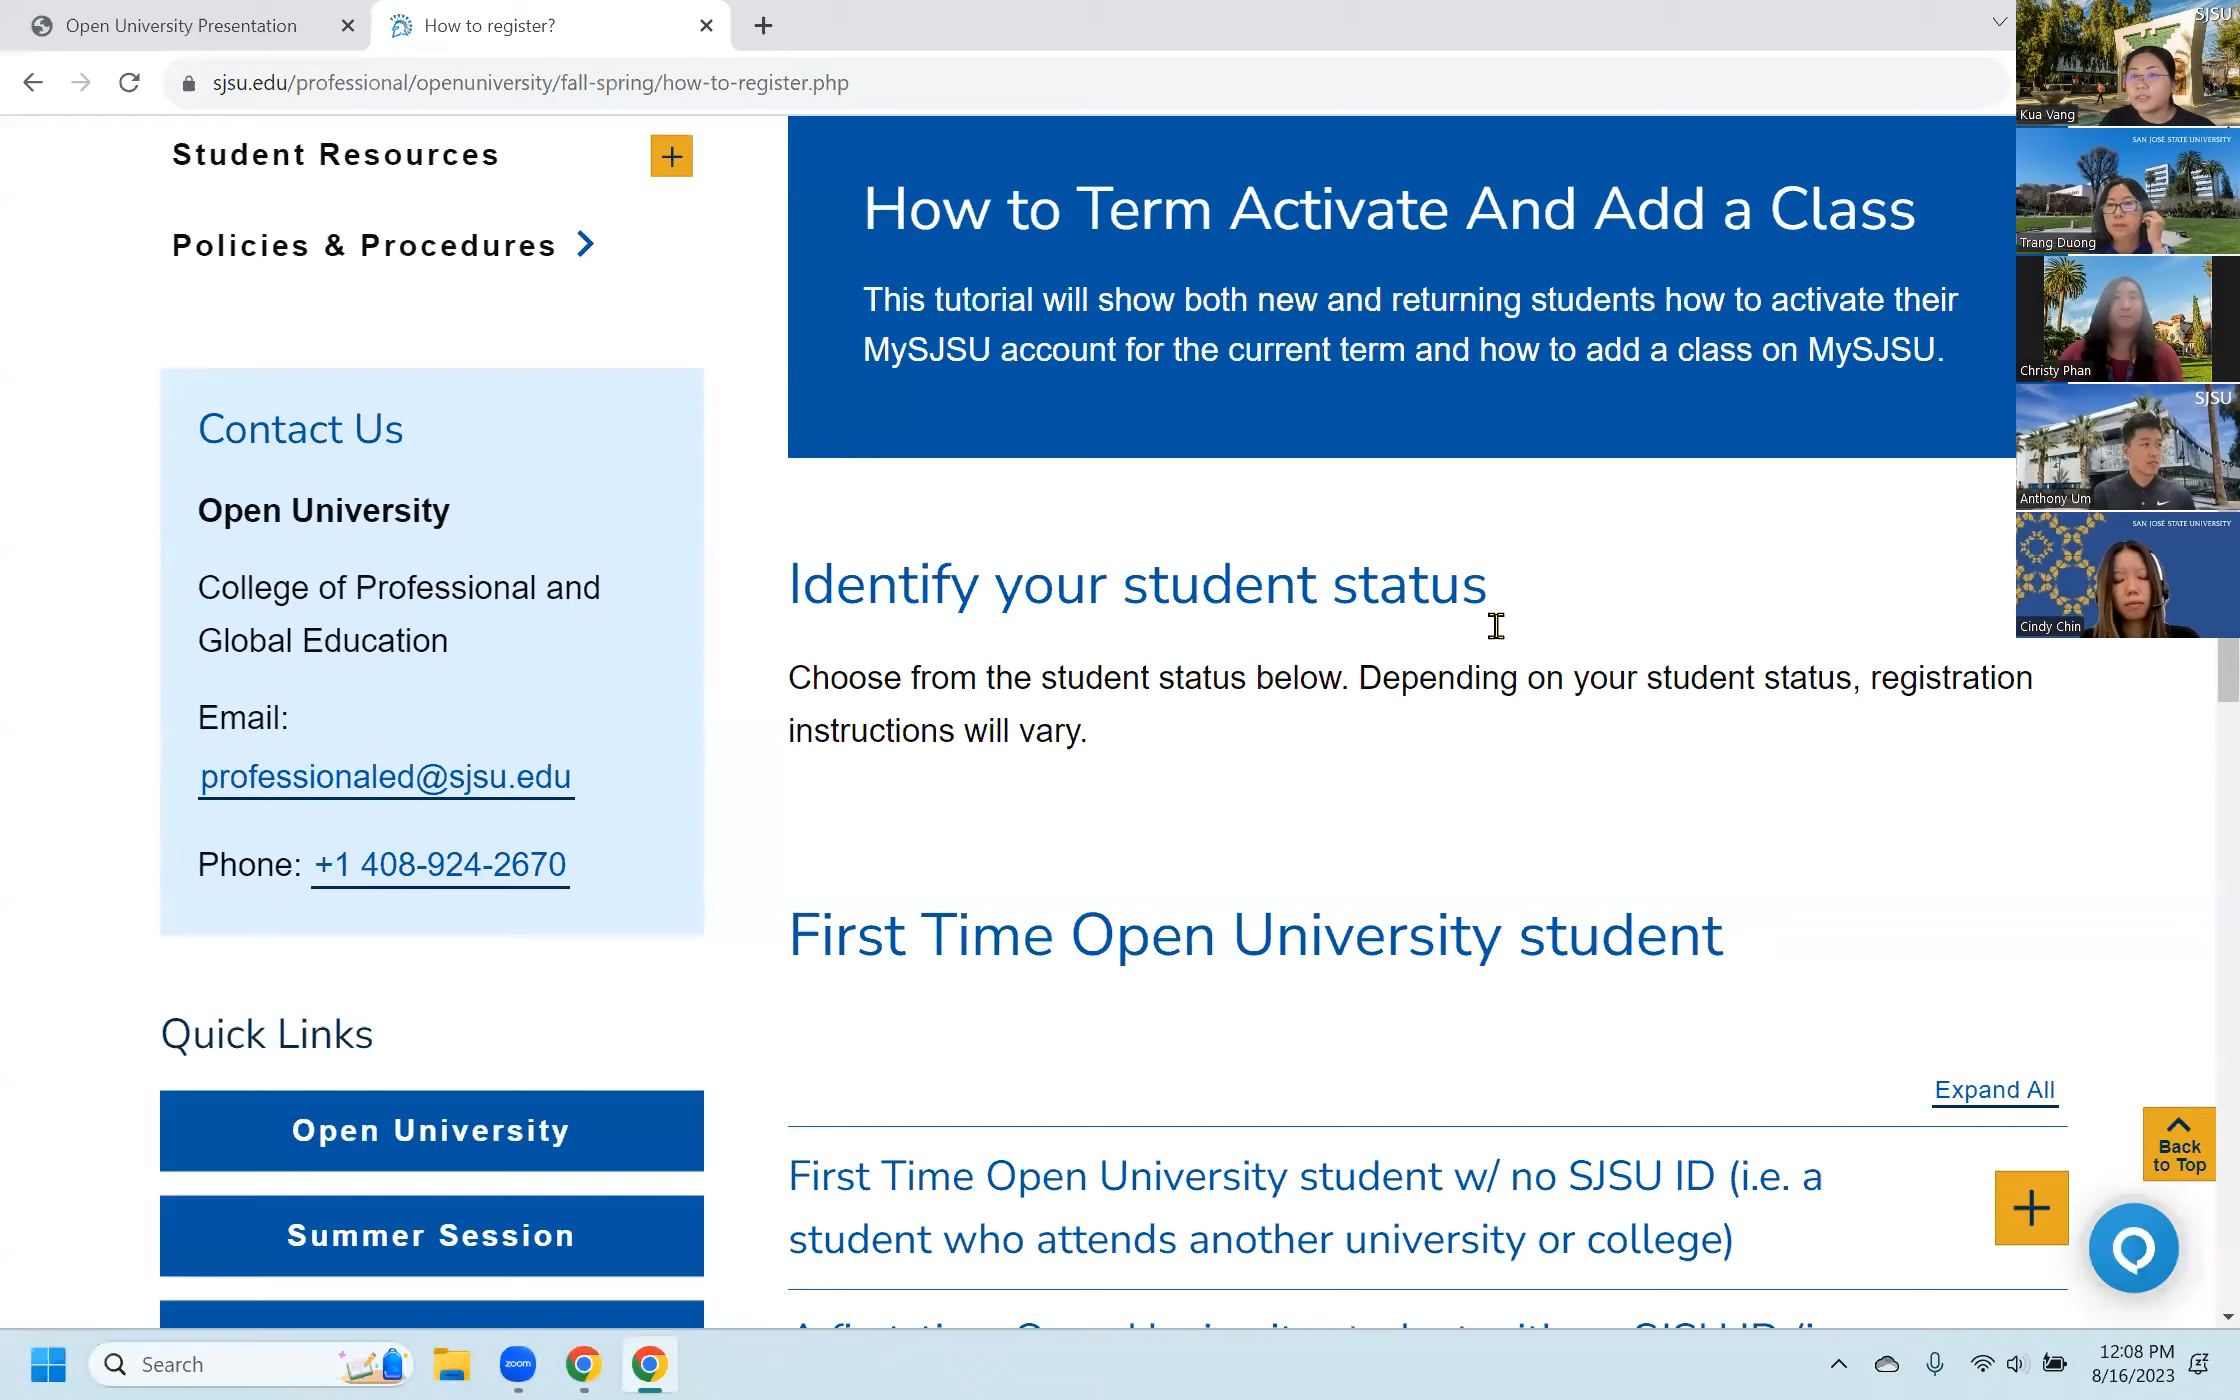 Open University Presentation
How to register?
sjsu.edu/professional/openuniversity/fall-spring/how-to-register.php
Student Resources
Policies & Procedures
Contact Us
Open University
College of Professional and
Global Education
Email:
professionaled@sjsu.edu
Phone: +1 408-924-2670
Quick Links
Open University
Summer Session
How to Term Activate And Add a Class
This tutorial will show both new and returning students how to activate their
MySJSU account for the current term and how to add a class on MySJSU.
Identify your student status
Choose from the student status below. Depending on your student status, registration
instructions will vary.
First Time Open University student
Expand All
First Time Open University student w/ no SJSU ID (i.e. a
student who attends another university or college)
Back
to Top
SJSU
Kua Vang
SAN JOSÉ STATE UNIVERSITY
Trang Duong
Christy Phan
SJSU
Anthony Um
SAN JOSÉ STATE UNIVERSITY
Cindy Chin
Search
zoom
12:08 PM
8/16/2023